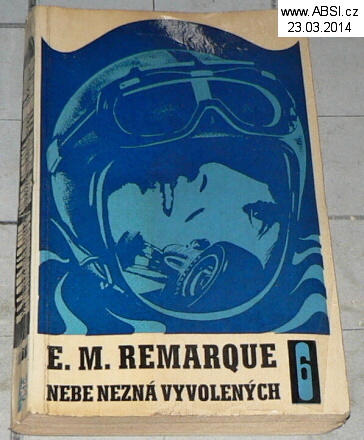 www.ABSI.cz
23.03.2014
E. M. REMARQUE
NEBE NEZNÁ VYVOLENÝCH
6